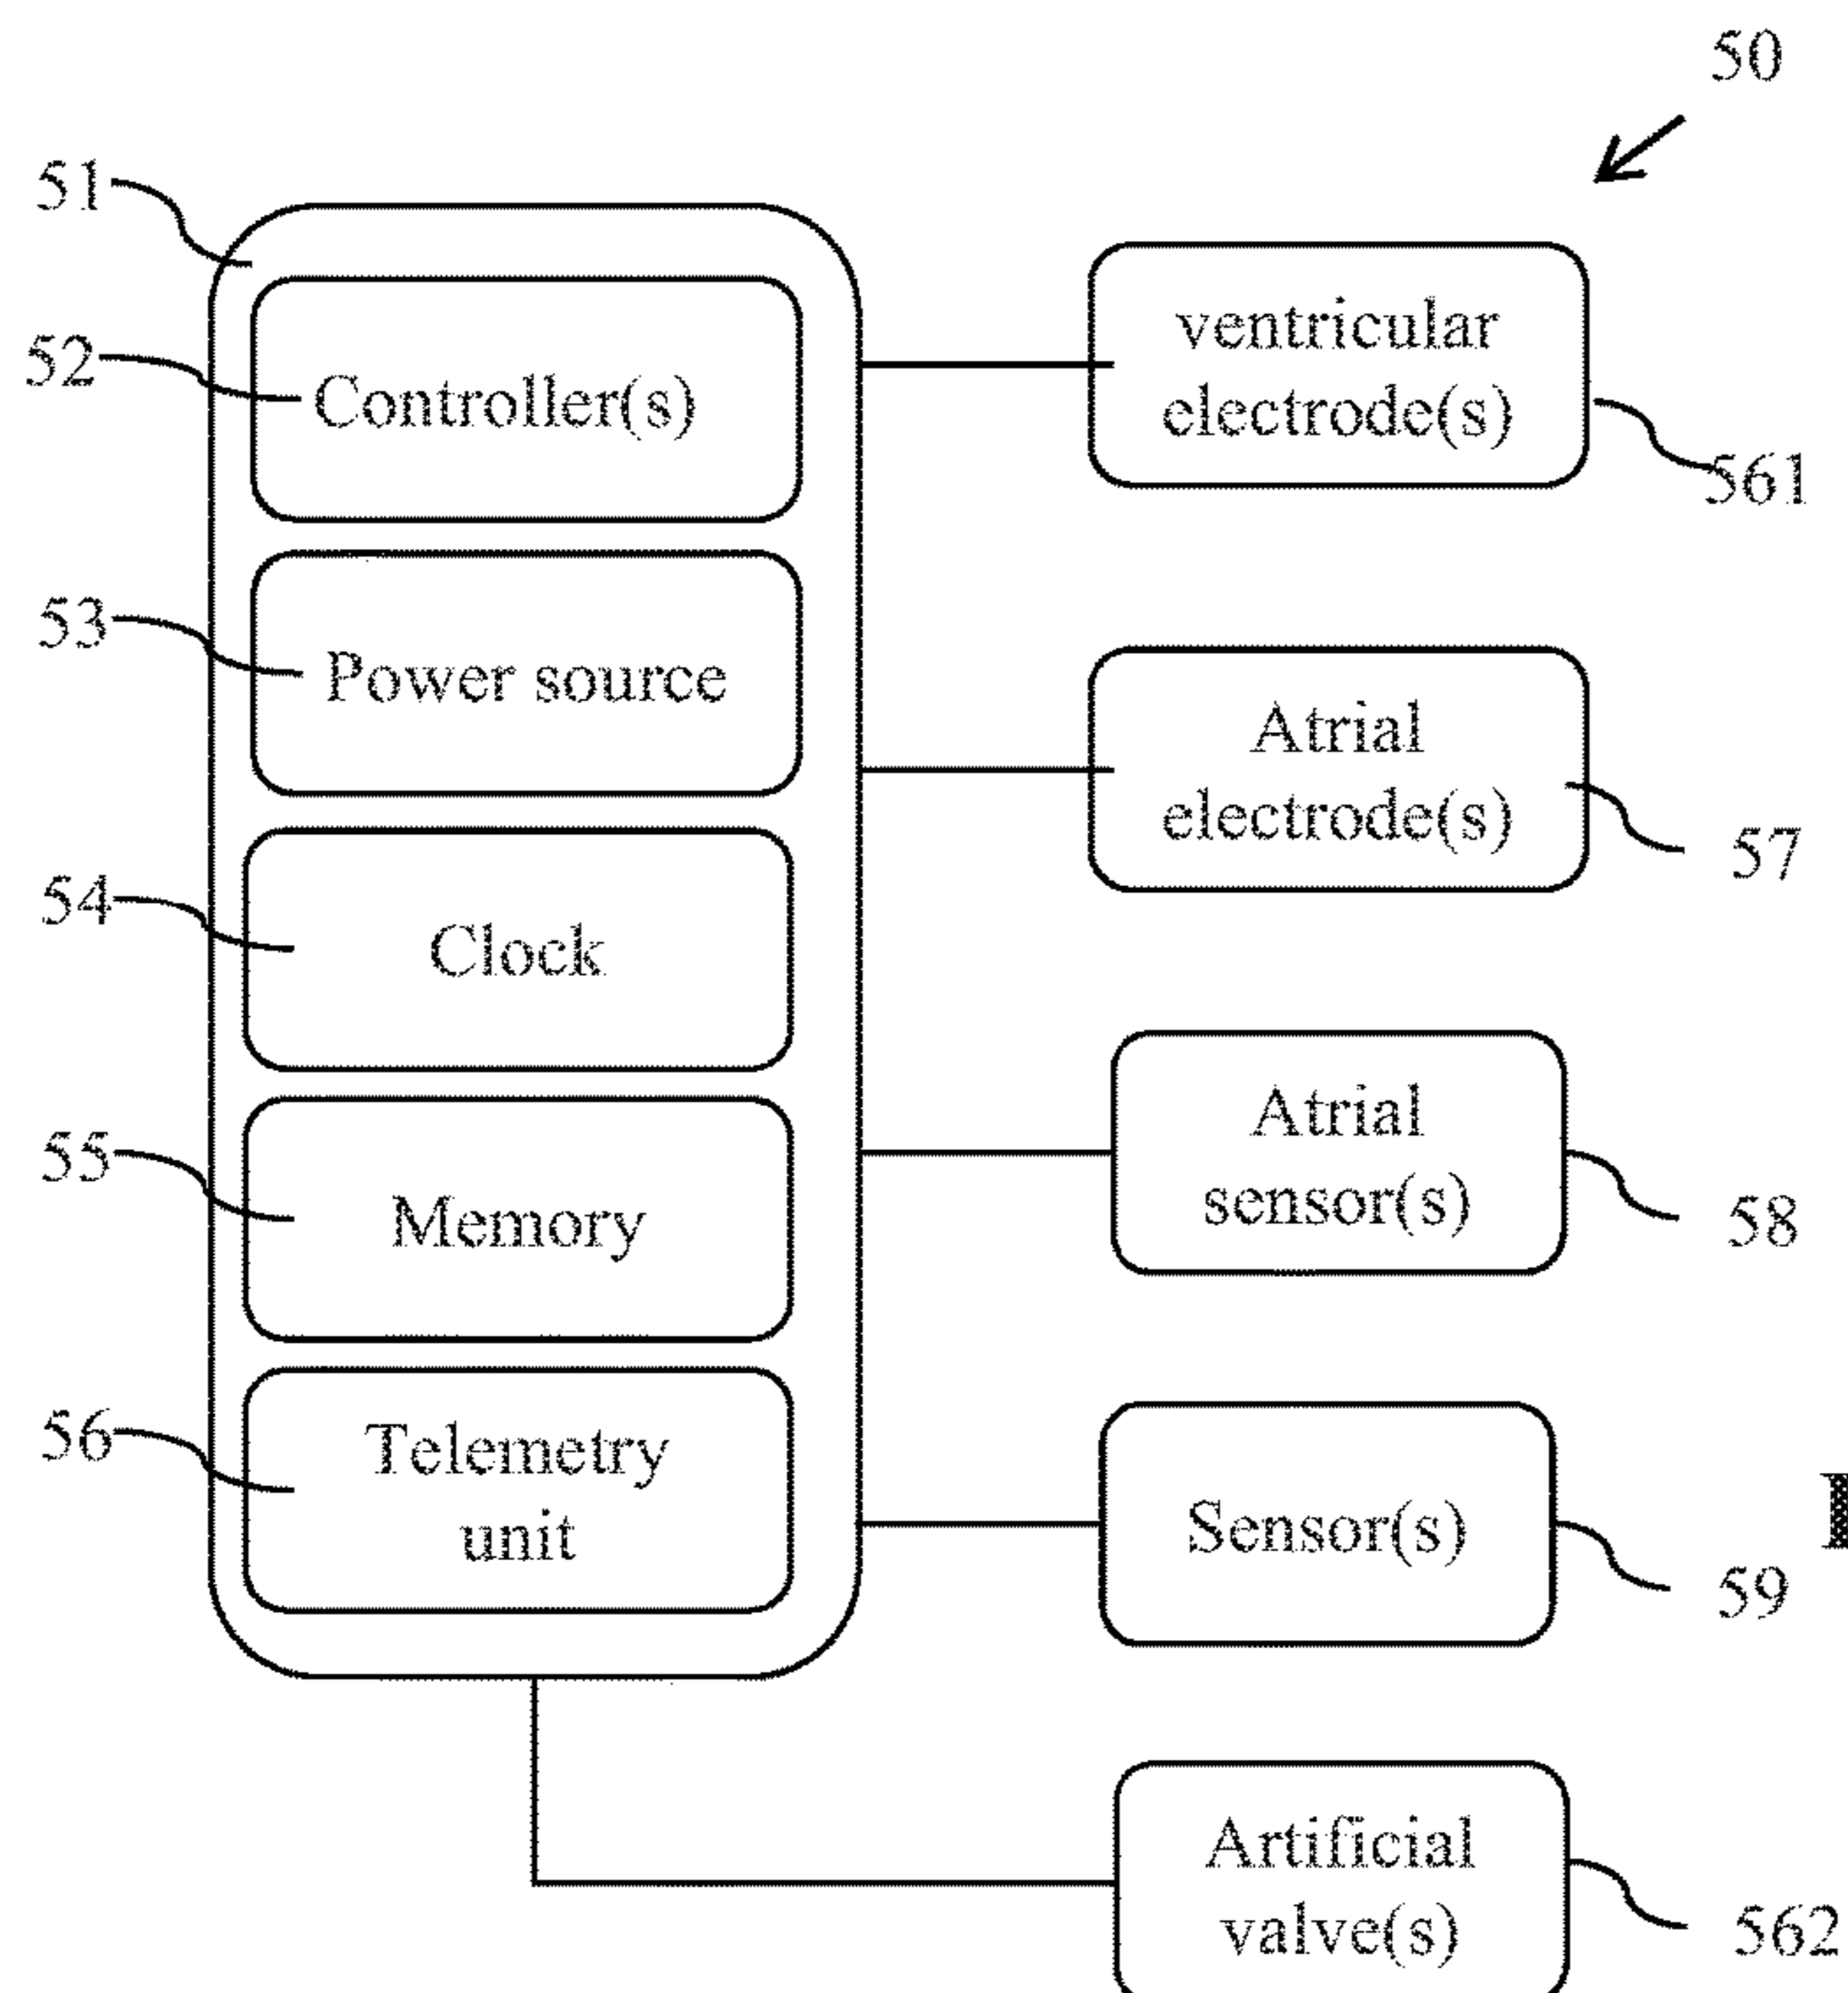 50
51
52
Controller(s)
ventricular
electrode(s)
561
53
Power source
Atrial
electrode(s)
57
54
Clock
55
Memory
Atrial
sensor(s)
58
56
Telemetry
unit
Sensor(s)
59
Artificial
valve(s)
562